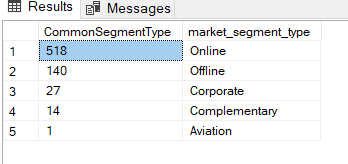 Results Messages
CommonSegmentType market_segment_type
1 518 Online
2 140 Offline
3 27 Corporate
4 14 Complementary
5 1 Aviation